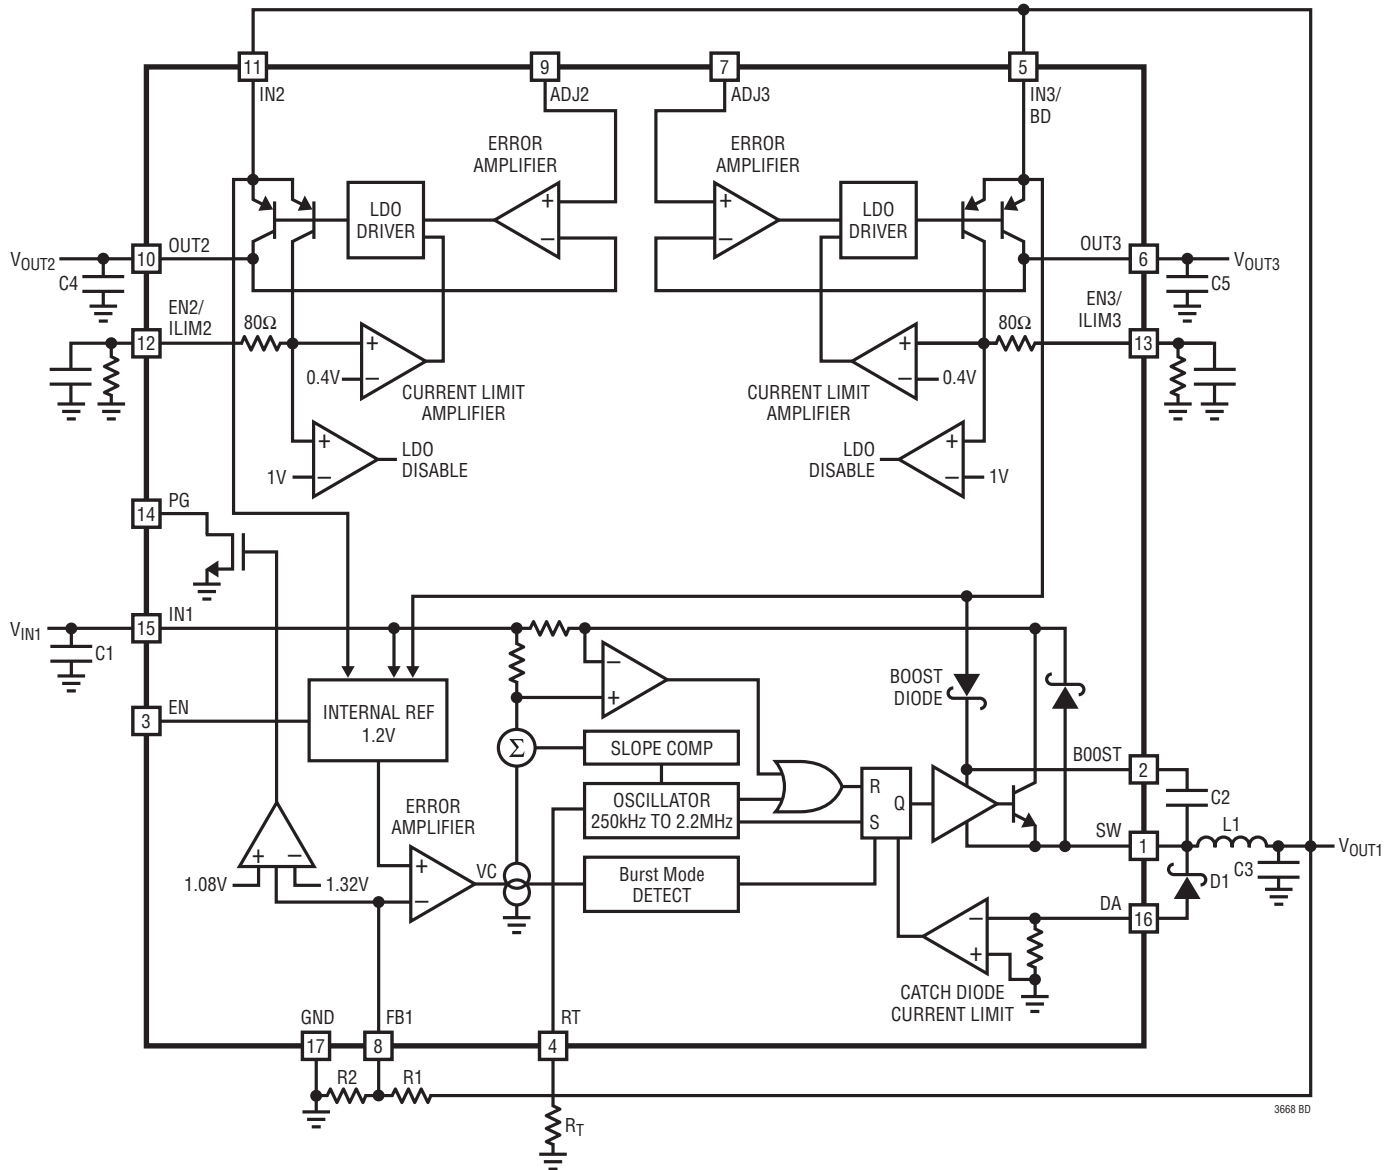 11
9
7
5
IN2
ADJ2
ADJ3
IN3/
BD
ERROR
AMPLIFIER
ERROR
AMPLIFIER
LDO
DRIVER
+
–
+
–
LDO
DRIVER
VOUT2
10
OUT2
C4
OUT3
6
VOUT3
C5
EN2/
ILIM2
12
80Ω
+
–
0.4V
CURRENT LIMIT
AMPLIFIER
EN3/
ILIM3
13
80Ω
+
–
0.4V
CURRENT LIMIT
AMPLIFIER
+
–
1V
LDO
DISABLE
LDO
DISABLE
+
–
1V
14
PG
VIN1
15
IN1
C1
3
EN
INTERNAL REF
1.2V
–
+
BOOST
DIODE
Σ
SLOPE COMP
OSCILLATOR
250kHz TO 2.2MHz
R
S
Q
B00ST
2
C2
SW
1
L1
VOUT1
C3
D1
ERROR
AMPLIFIER
+
–
1.08V
1.32V
+
–
VC
Burst Mode
DETECT
DA
16
–
+
CATCH DIODE
CURRENT LIMIT
GND
17
FB1
8
RT
4
R2
R1
RT
3668 BD